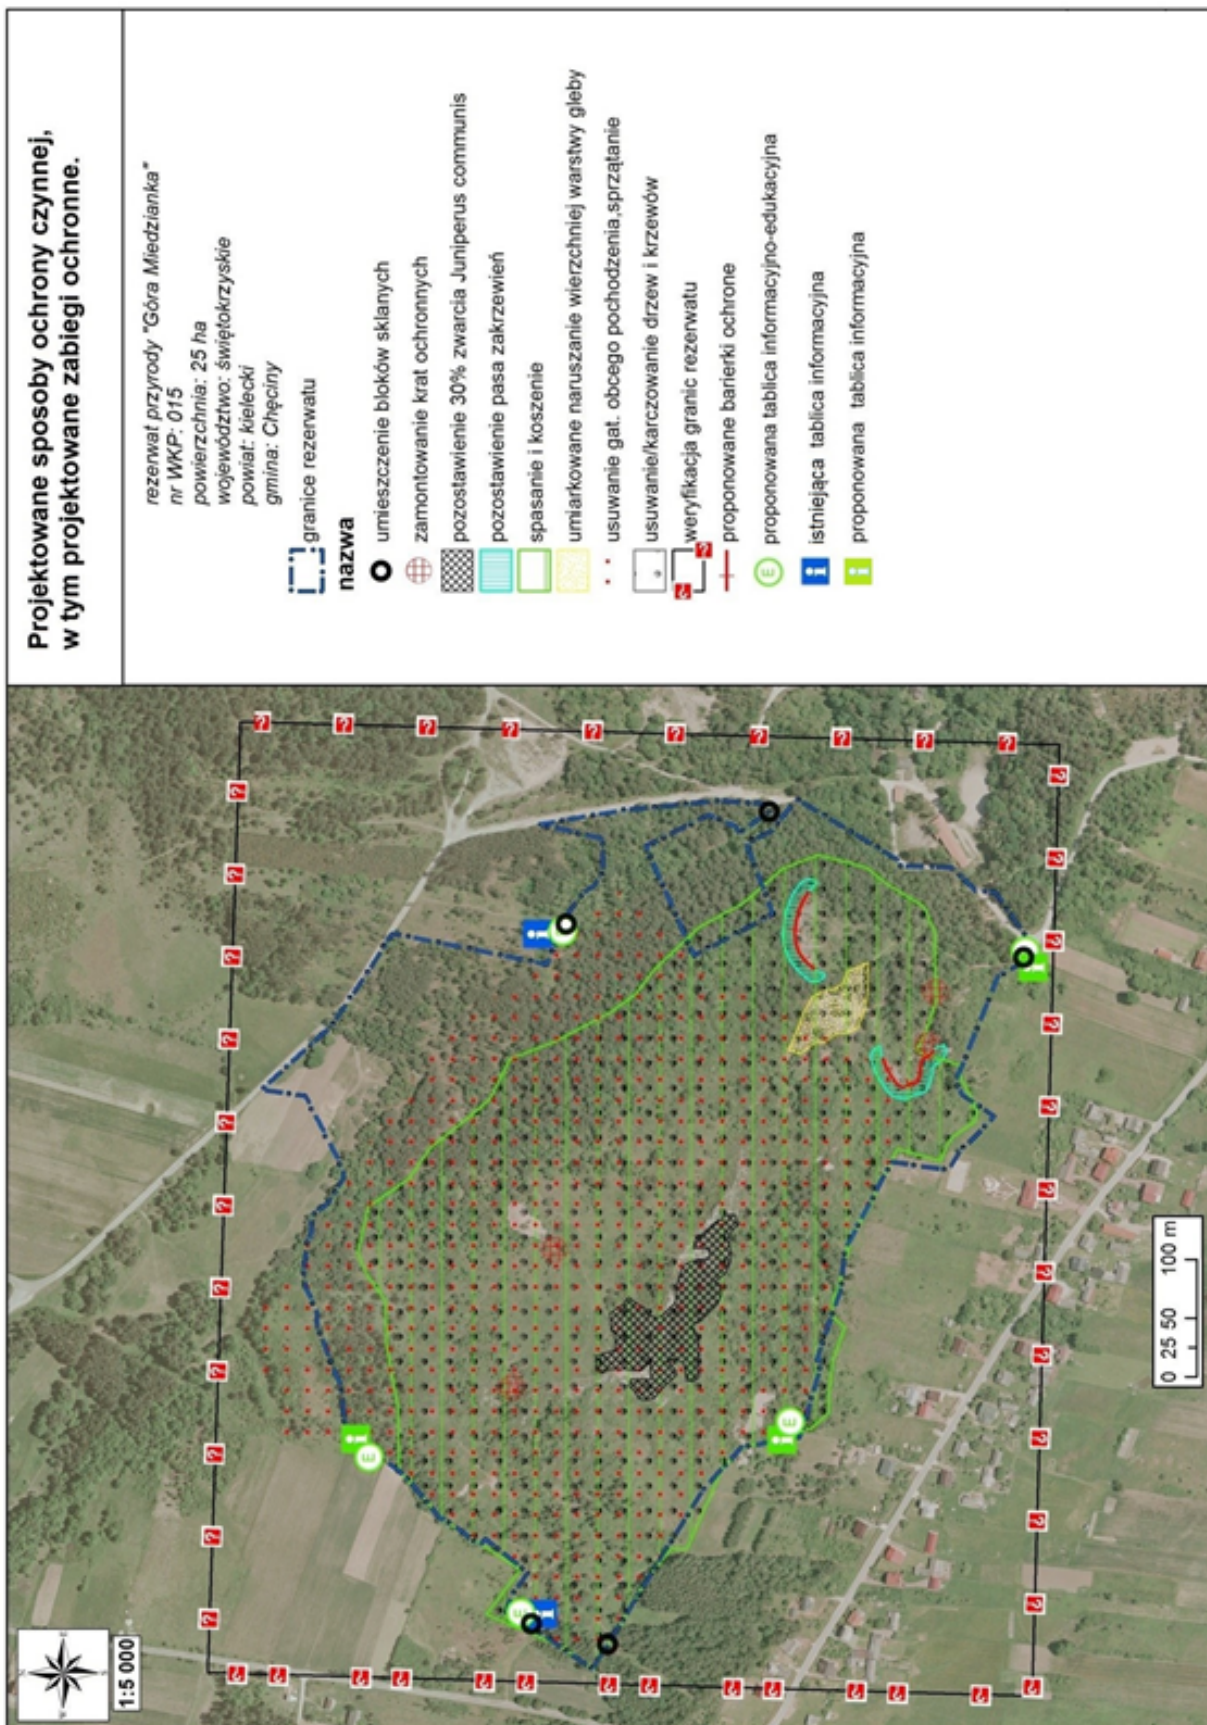 Projektowane sposoby ochrony czynnej,
w tym projektowane zabiegi ochronne.
rezerwat przyrody "Góra Miedzianka"
nr WKP: 015
powierzchnia: 25 ha
województwo: świętokrzyskie
powiat: kielecki
gmina: Chęciny
granice rezerwatu
nazwa
umieszczenie bloków sklanych
zamontowanie krat ochronnych
pozostawienie 30% zwarcia Juniperus communis
pozostawienie pasa zakrzewień
spasanie i koszenie
umiarkowane naruszanie wierzchniej warstwy gleby
usuwanie gat. obcego pochodzenia,sprzątanie
usuwanie/karczowanie drzew i krzewów
weryfikacja granic rezerwatu
proponowane barierki ochrone
proponowana tablica informacyjno-edukacyjna
istniejąca tablica informacyjna
proponowana tablica informacyjna
1:5 000
0 25 50 100 m